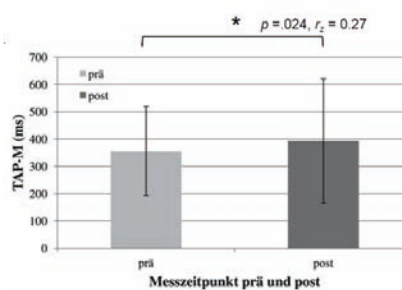 * p =.024, rz = 0.27
700
600
500
400
300
200
100
0
TAP-M (ms)
prä
post
prä
post
Messzeitpunkt prä und post